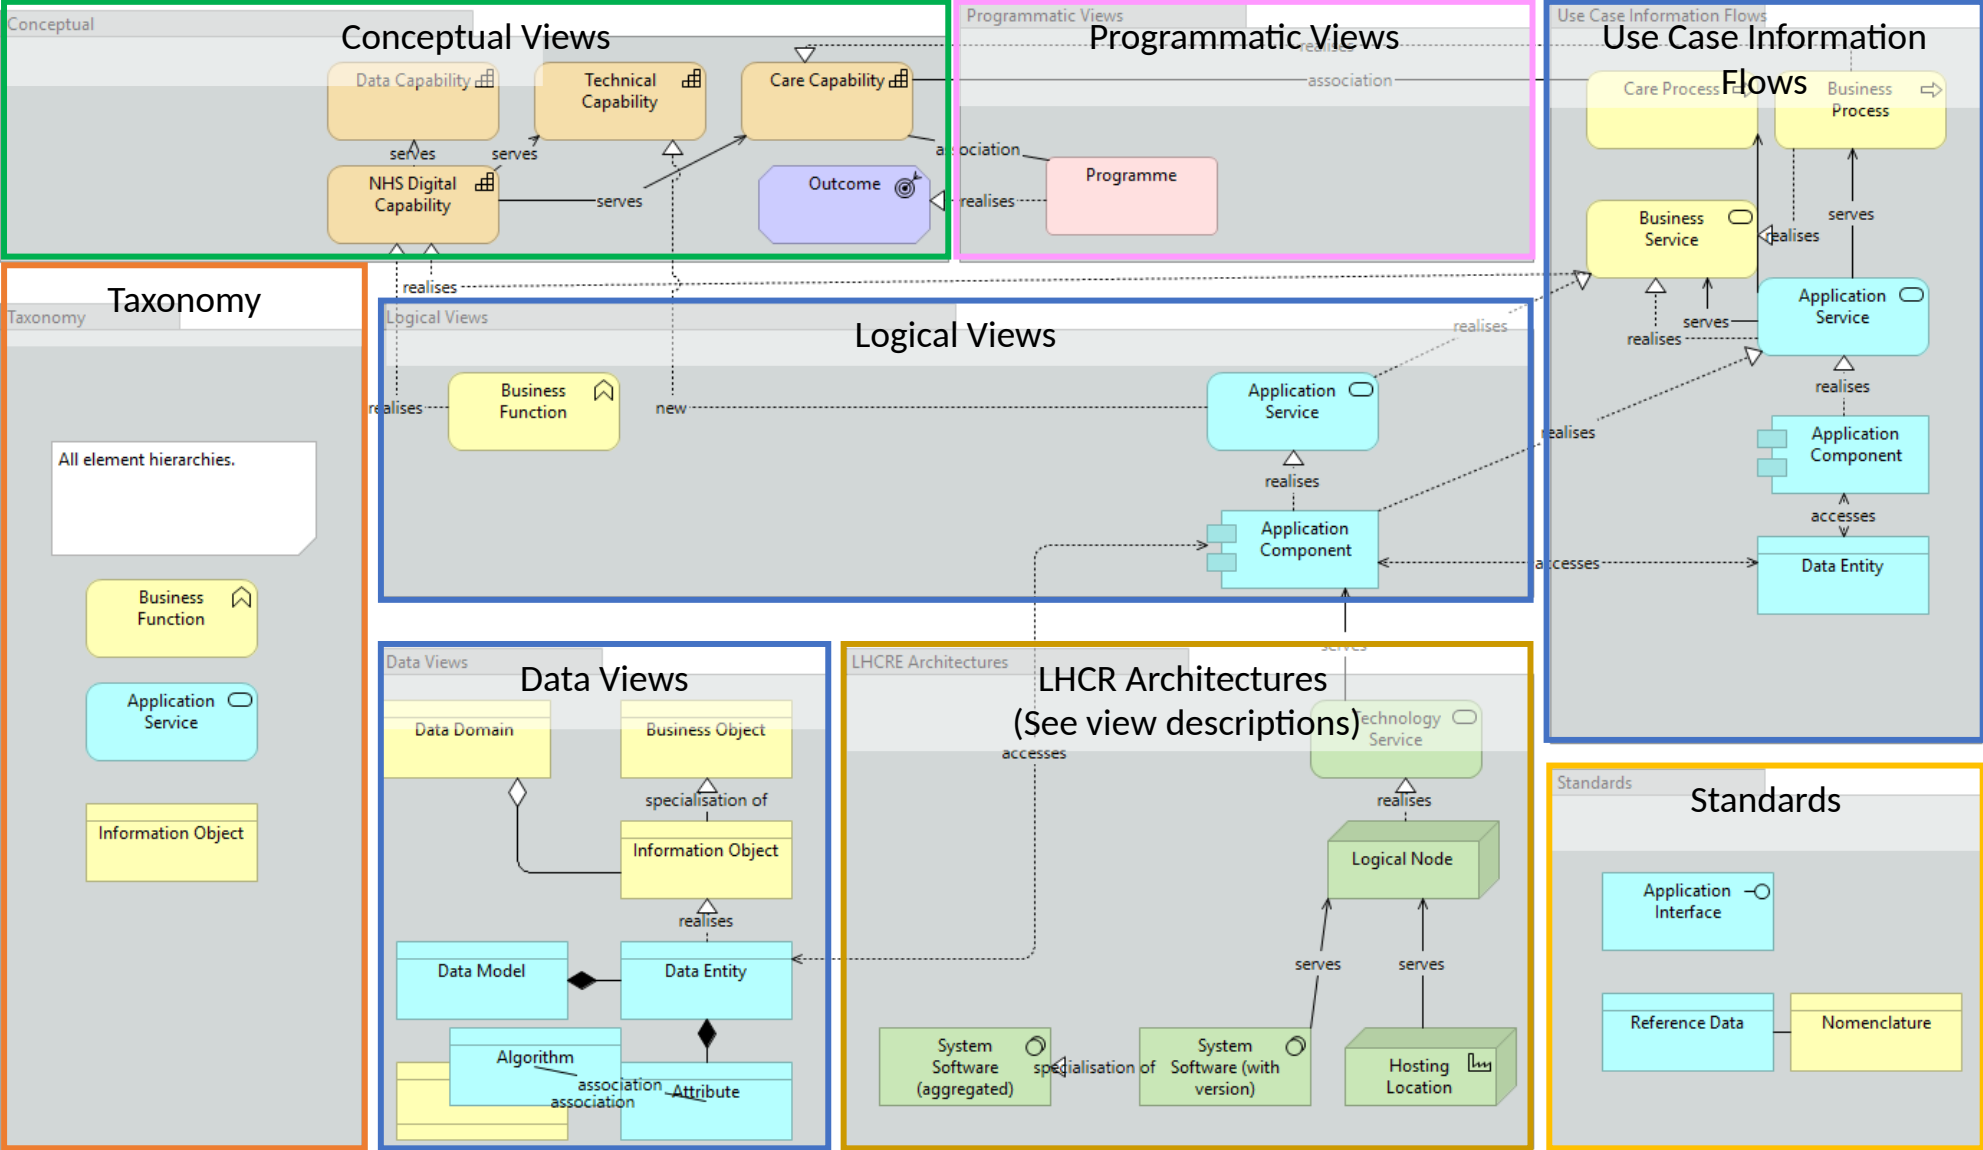 Conceptual
Conceptual Views
Data Capability
Technical
Capability
Care Capability
serves
serves
NHS Digital
Capability
serves
Outcome
Programmatic Views
Programmatic Views
realises
association
association
Programme
realises
Use Case Information Flows
Use Case Information
Flows
Care Process
Business
Process
Business
Service
realises
serves
Application
Service
serves
realises
realises
Application
Component
accesses
Data Entity
Taxonomy
Taxonomy
All element hierarchies.
Business
Function
Application
Service
Information Object
realises
Logical Views
Logical Views
realises
realises
Business
Function
new
Application
Service
realises
realises
Application
Component
accesses
serves
Data Views
Data Views
Data Domain
Business Object
specialisation of
Information Object
realises
Data Model
Data Entity
Algorithm
association
association
Attribute
LHCRE Architectures
LHCR Architectures
(See view descriptions)
Technology
Service
accesses
realises
Logical Node
serves
serves
System
Software
(aggregated)
specialisation of
System
Software (with
version)
Hosting
Location
Standards
Standards
Application
Interface
Reference Data
Nomenclature